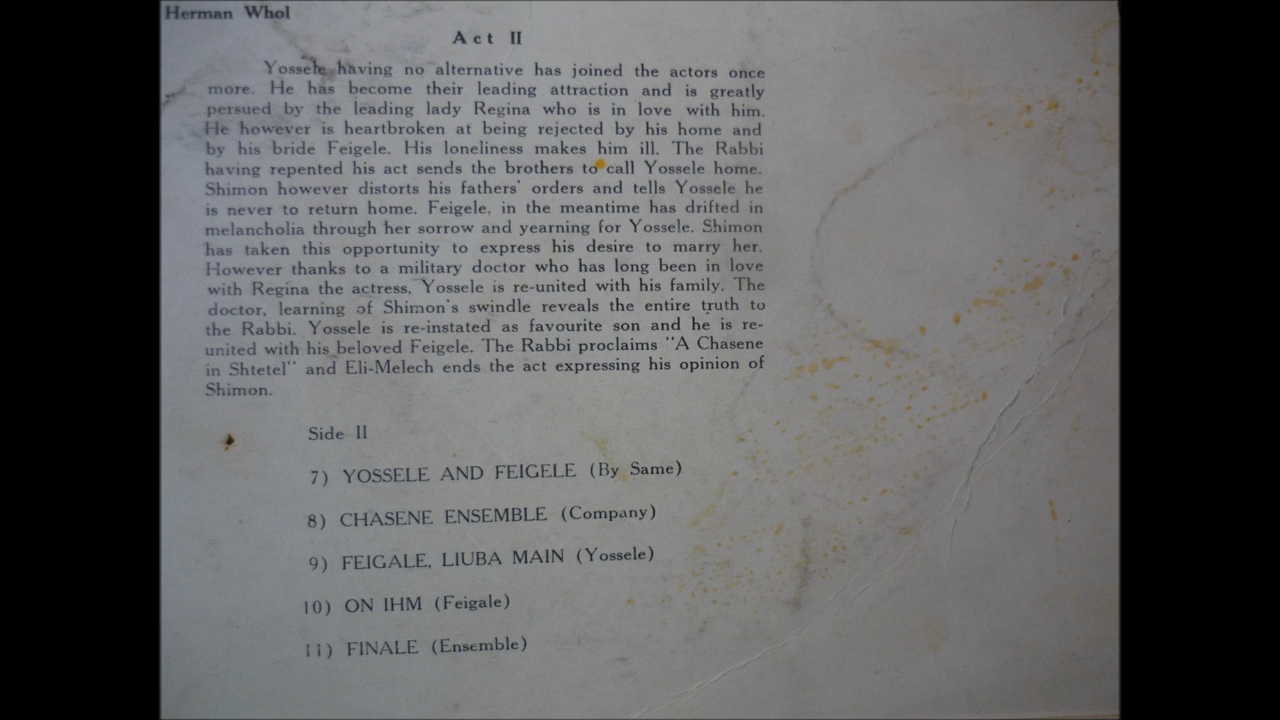 Herman Whol
Act II
Yossele having no alternative has joined the actors once
more. He has become their leading attraction and is greatly
persued by the leading lady Regina who is in love with him.
He however is heartbroken at being rejected by his home and
by his bride Feigele. His loneliness makes him ill. The Rabbi
having repented his act sends the brothers to call Yossele home.
Shimon however distorts his fathers' orders and tells Yossele he
is never to return home. Feigele, in the meantime has drifted in
melancholia through her sorrow and yearning for Yossele. Shimon
has taken this opportunity to express his desire to marry her.
However thanks to a military doctor who has long been in love
with Regina the actress, Yossele is re-united with his family. The
doctor, learning of Shimon's swindle reveals the entire truth to
the Rabbi. Yossele is re-instated as favourite son and he is re-
united with his beloved Feigele. The Rabbi proclaims "A Chasene
in Shtetel" and Eli-Melech ends the act expressing his opinion of
Shimon.
Side II
7) YOSSELE AND FEIGELE (By Same)
8) CHASENE ENSEMBLE (Company)
9) FEIGALE, LIUBA MAIN (Yossele)
10) ON IHM (Feigale)
11) FINALE (Ensemble)